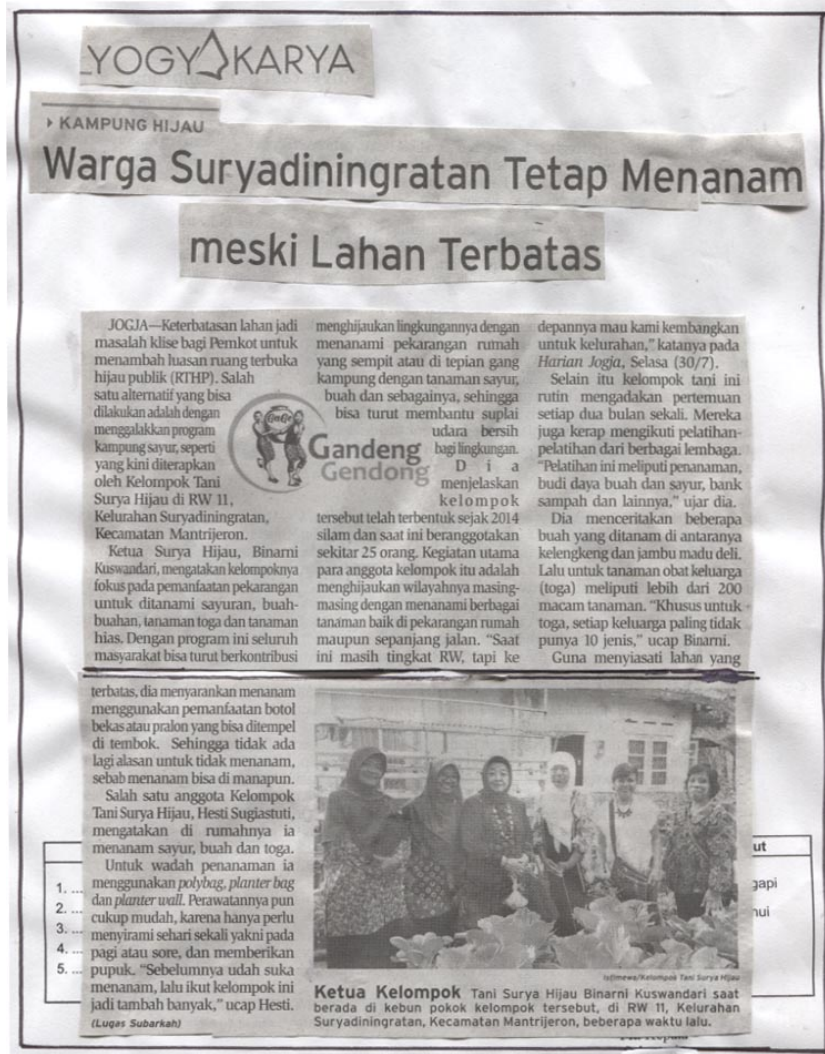 YOGYAKARYA
KAMPUNG HIJAU
Warga Suryadiningratan Tetap Menanam
meski Lahan Terbatas
JOGJA—Keterbatasan lahan jadi
masalah klise bagi Pemkot untuk
menambah luasan ruang terbuka
hijau publik (RTHP). Salah
satu alternatif yang bisa
dilakukan adalah dengan
menggalakkan program
kampung sayur, seperti
yang kini diterapkan
oleh Kelompok Tani
Surya Hijau di RW 11,
Kelurahan Suryadiningratan,
Kecamatan Mantrijeron.
Ketua Surya Hijau, Binarni
Kuswandari, mengatakan kelompoknya
fokus pada pemanfaatan pekarangan
untuk ditanami sayuran, buah-
buahan, tanaman toga dan tanaman
hias. Dengan program ini seluruh
masyarakat bisa turut berkontribusi
menghijaukan lingkungannya dengan
menanami pekarangan rumah
yang sempit atau di tepian gang
kampung dengan tanaman sayur,
buah dan sebagainya, sehingga
bisa turut membantu suplai
udara bersih
bagi lingkungan.
Dia
menjelaskan
kelompok
tersebut telah terbentuk sejak 2014
silam dan saat ini beranggotakan
sekitar 25 orang. Kegiatan utama
para anggota kelompok itu adalah
menghijaukan wilayahnya masing-
masing dengan menanami berbagai
tanaman baik di pekarangan rumah
maupun sepanjang jalan. “Saat
ini masih tingkat RW, tapi ke
GaGe
Gandeng
Gendong
depannya mau kami kembangkan
untuk kelurahan,” katanya pada
Harian Jogja, Selasa (30/7).
Selain itu kelompok tani ini
rutin mengadakan pertemuan
setiap dua bulan sekali. Mereka
juga kerap mengikuti pelatihan-
pelatihan dari berbagai lembaga.
“Pelatihan ini meliputi penanaman,
budi daya buah dan sayur, bank
sampah dan lainnya,” ujar dia.
Dia menceritakan beberapa
buah yang ditanam di antaranya
kelengkeng dan jambu madu deli.
Lalu untuk tanaman obat keluarga
(toga) meliputi lebih dari 200
macam tanaman. “Khusus untuk
toga, setiap keluarga paling tidak
punya 10 jenis,” ucap Binarni.
Guna menyiasati lahan yang
terbatas, dia menyarankan menanam
menggunakan pemanfaatan botol
bekas atau pralon yang bisa ditempel
di tembok. Sehingga tidak ada
lagi alasan untuk tidak menanam,
sebab menanam bisa di manapun.
Salah satu anggota Kelompok
Tani Surya Hijau, Hesti Sugiastuti,
mengatakan di rumahnya ia
menanam sayur, buah dan toga.
Untuk wadah penanaman ia
menggunakan polybag, planter bag
dan planter wall. Perawatannya pun
cukup mudah, karena hanya perlu
menyirami sehari sekali yakni pada
pagi atau sore, dan memberikan
pupuk. “Sebelumnya udah suka
menanam, lalu ikut kelompok ini
jadi tambah banyak,” ucap Hesti.
(Lugas Subarkah)
Istimewa/Kelompok Tani Surya Hijau
Ketua Kelompok Tani Surya Hijau Binarni Kuswandari saat
berada di kebun pokok kelompok tersebut, di RW 11, Kelurahan
Suryadiningratan, Kecamatan Mantrijeron, beberapa waktu lalu.
1. ...
2. ...
3. ...
4. ...
5. ...
ut
gapi
hui